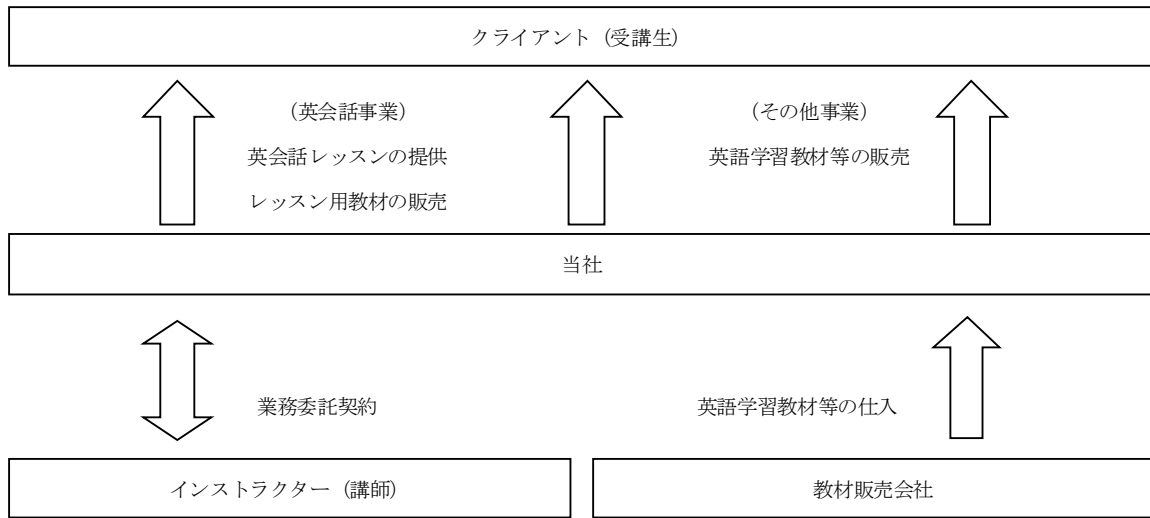 クライアント（受講生）
（英会話事業）
英会話レッスンの提供
レッスン用教材の販売
（その他事業）
英語学習教材等の販売
当社
業務委託契約
英語学習教材等の仕入
インストラクター（講師）
教材販売会社